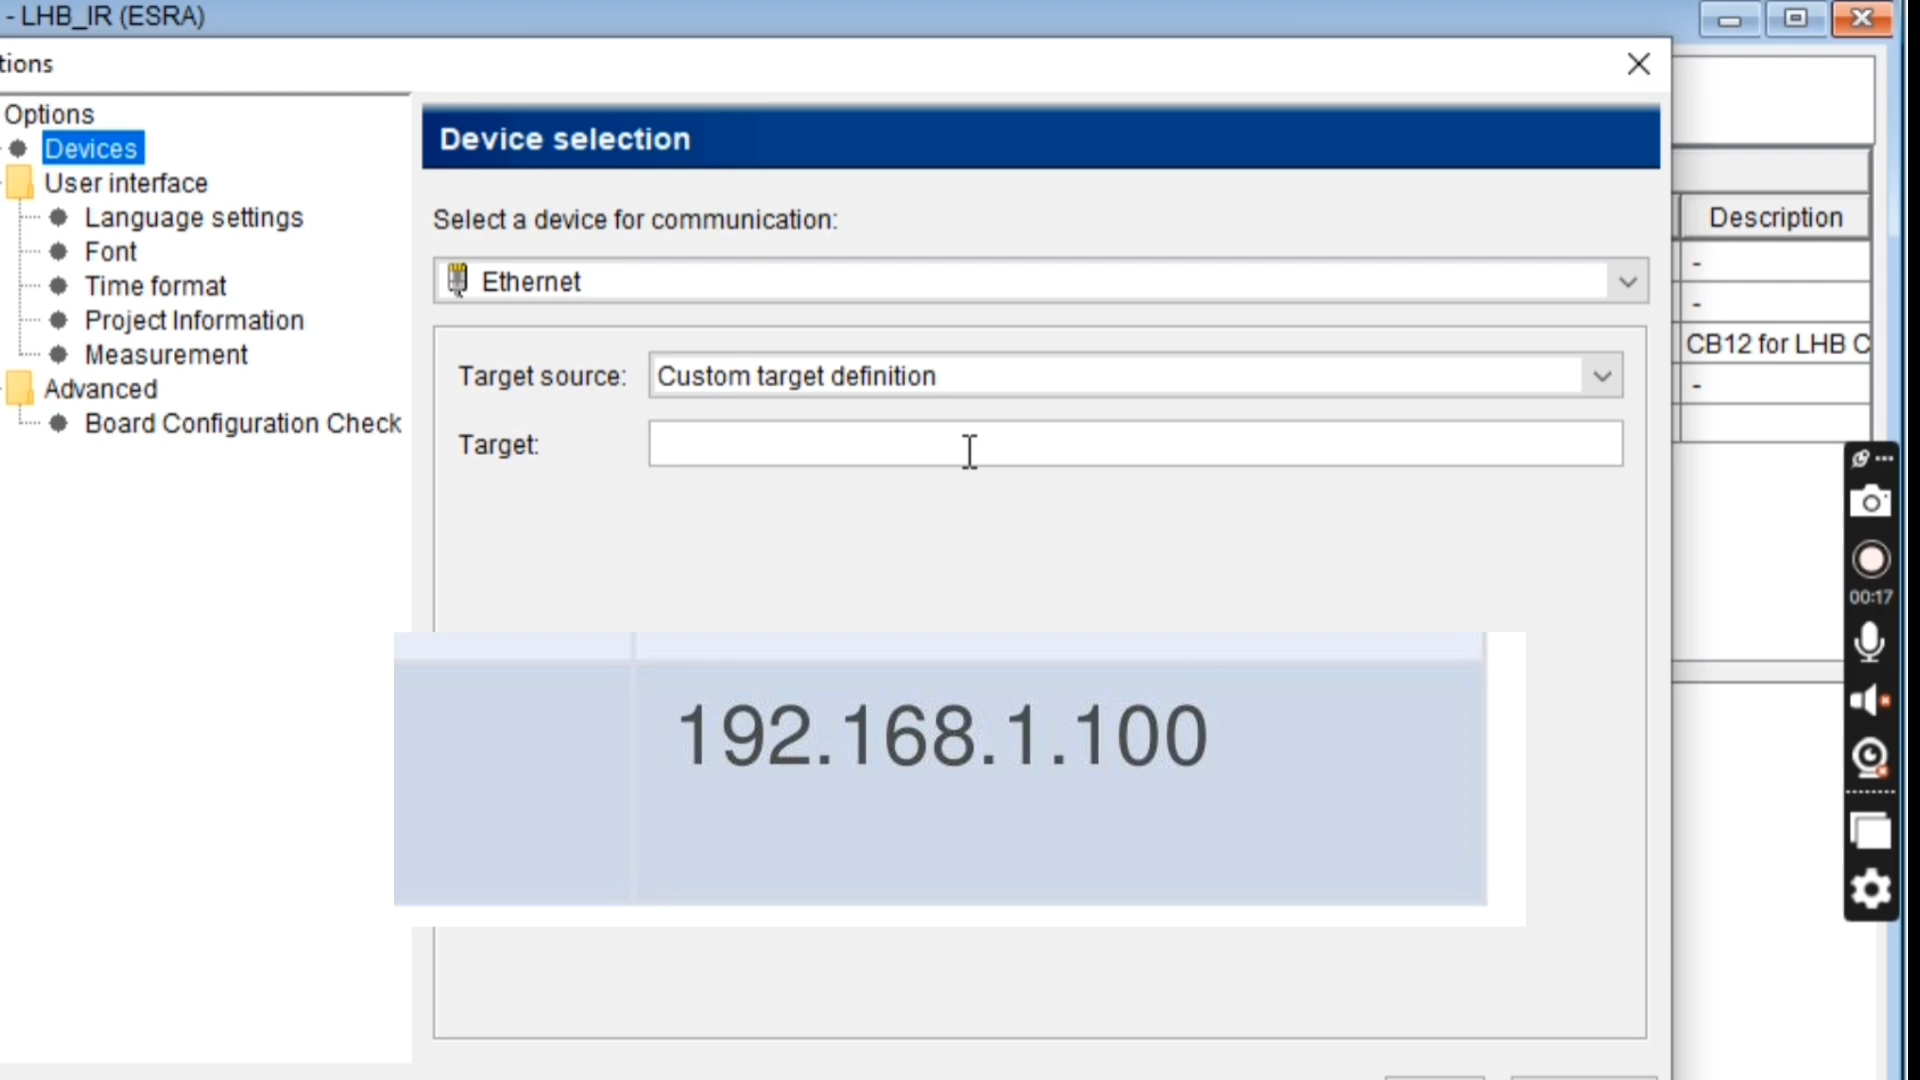 - LHB_IR (ESRA)
tions
Options
Devices
User interface
Language settings
Font
Time format
Project Information
Measurement
Advanced
Board Configuration Check
Device selection
Select a device for communication:
Ethernet
Target source: Custom target definition
Target:
192.168.1.100
Description
-
-
CB12 for LHB C
-
00:17